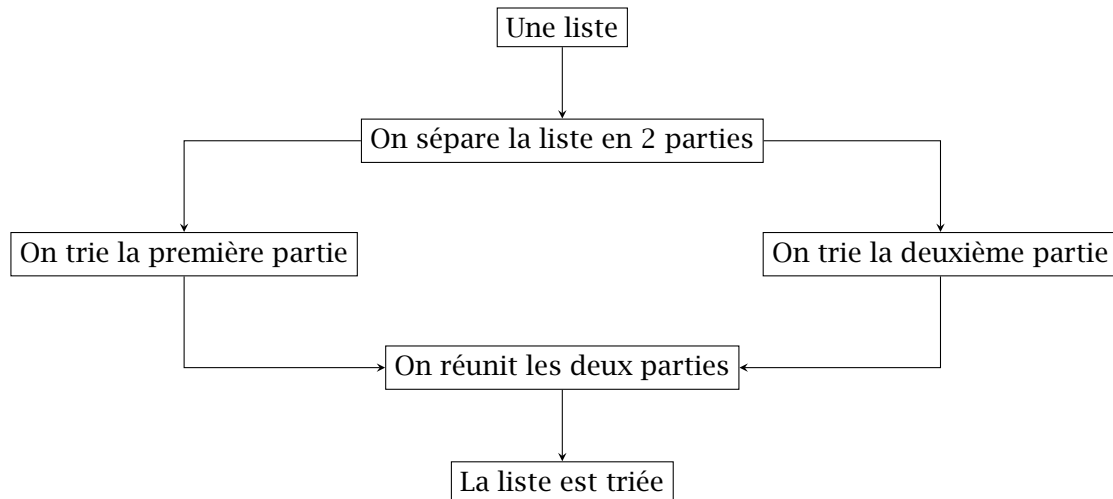 Une liste
On sépare la liste en 2 parties
On trie la première partie
On trie la deuxième partie
On réunit les deux parties
La liste est triée